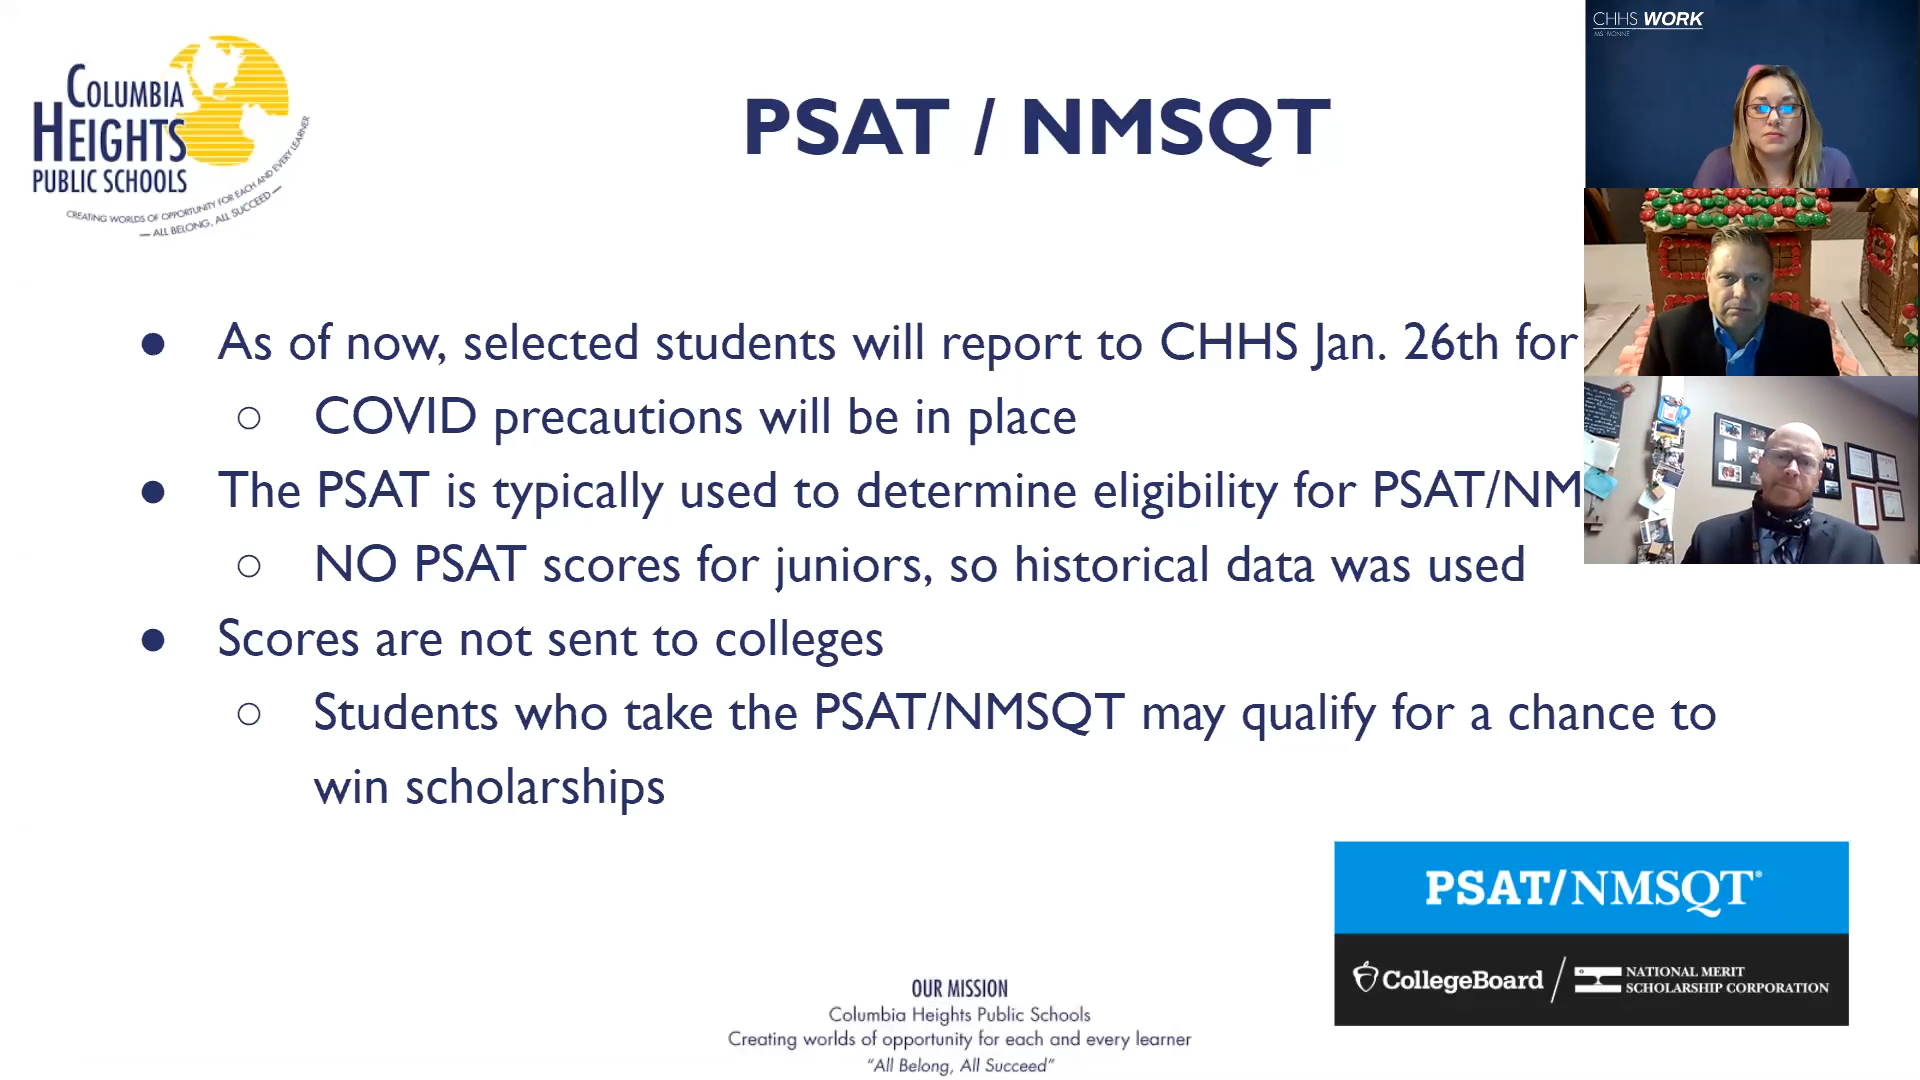 COLUMBIA
HEIGHTS
PUBLIC SCHOOLS
CREATING WORLDS OF OPPORTUNITY FOR EACH AND EVERY LEARNER
— ALL BELONG, ALL SUCCEED —
PSAT / NMSQT
CHHS WORK
MS. IVONNE
● As of now, selected students will report to CHHS Jan. 26th for
○ COVID precautions will be in place
● The PSAT is typically used to determine eligibility for PSAT/NM
○ NO PSAT scores for juniors, so historical data was used
● Scores are not sent to colleges
○ Students who take the PSAT/NMSQT may qualify for a chance to
win scholarships
PSAT/NMSQT®
CollegeBoard
NATIONAL MERIT
SCHOLARSHIP CORPORATION
OUR MISSION
Columbia Heights Public Schools
Creating worlds of opportunity for each and every learner
“All Belong, All Succeed”